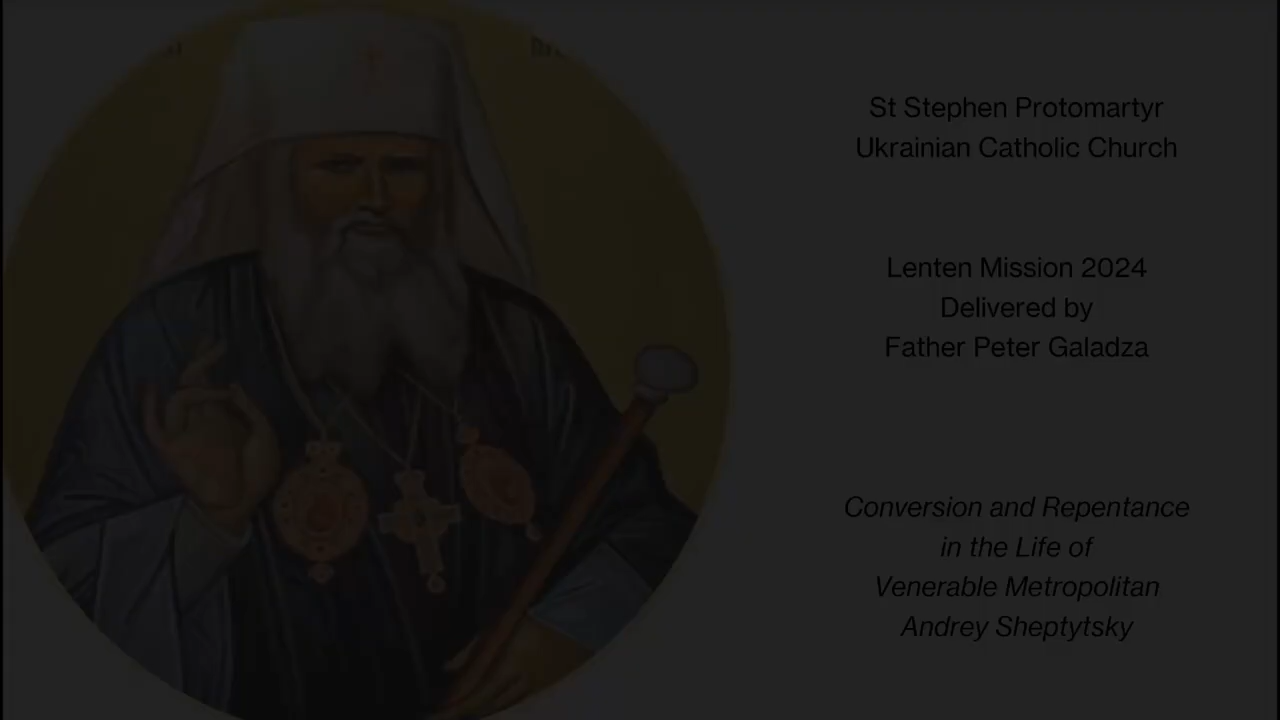 St Stephen Protomartyr
Ukrainian Catholic Church
Lenten Mission 2024
Delivered by
Father Peter Galadza
Conversion and Repentance
in the Life of
Venerable Metropolitan
Andrey Sheptytsky